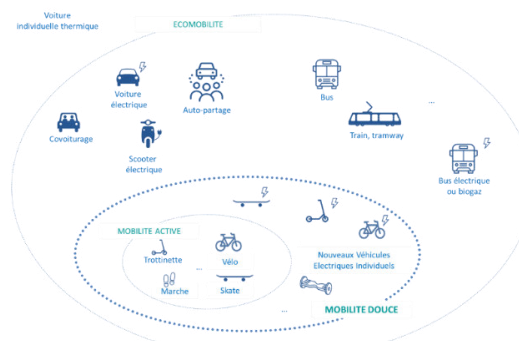 Voiture
individuelle thermique
ECOMOBILITE
Voiture
électrique
Auto-partage
Bus
...
Covoiturage
Train, tramway
Scooter
électrique
Bus électrique
ou biogaz
MOBILITE ACTIVE
Trottinette
Vélo
...
Nouveaux Véhicules
Electriques Individuels
Marche
Skate
...
MOBILITE DOUCE